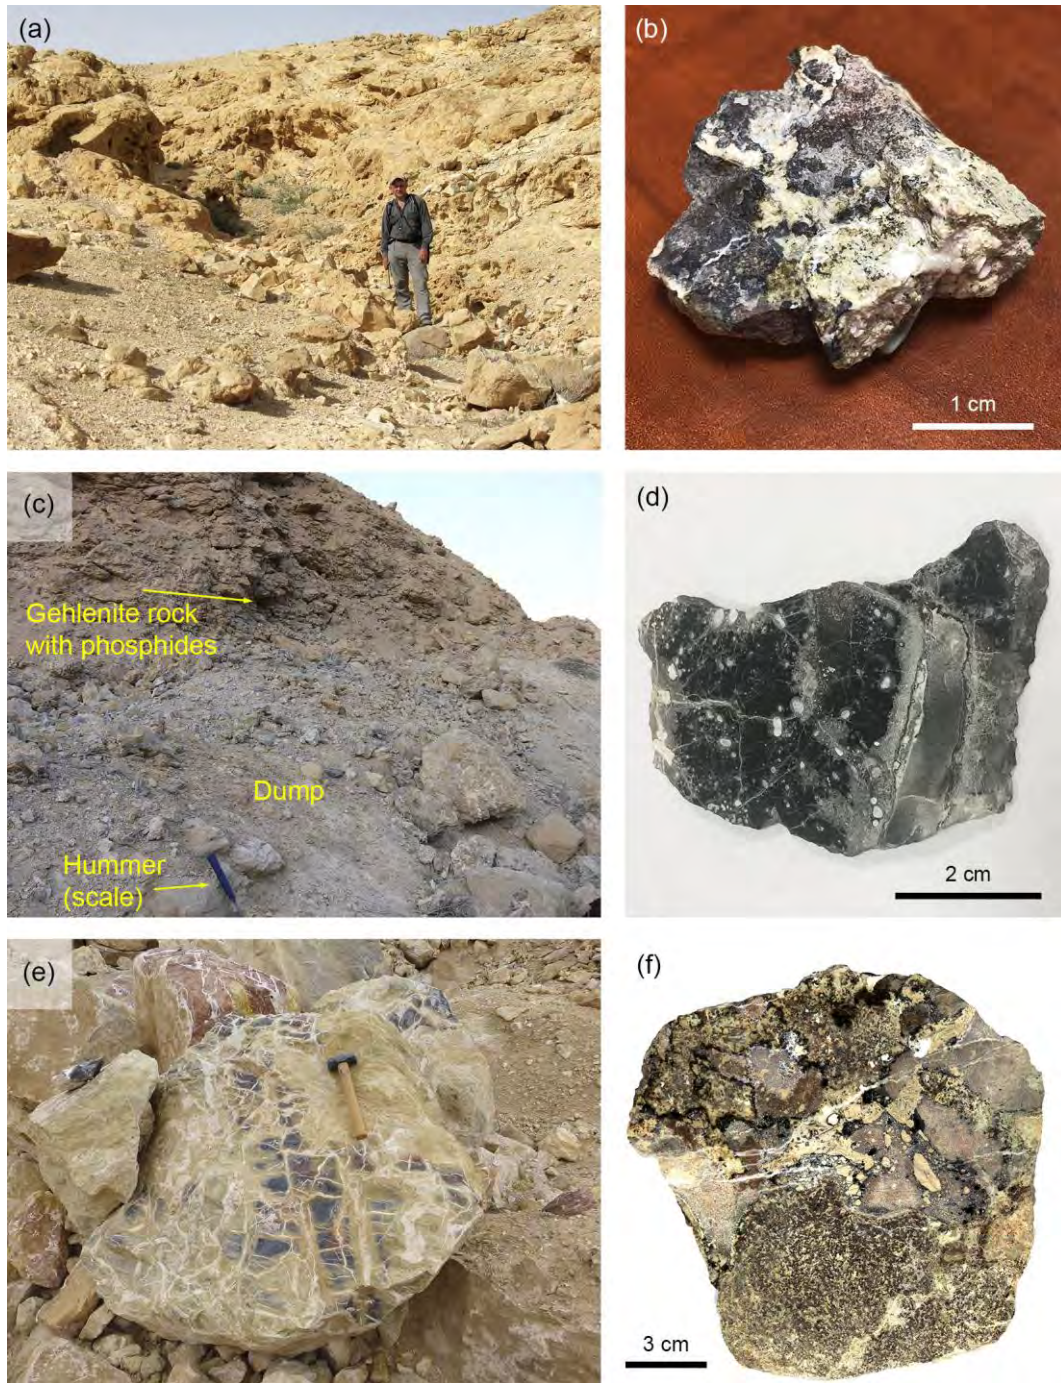 (a)
(b)
1 cm
(c)
Gehlenite rock
with phosphides
Dump
Hummer
(scale)
(d)
2 cm
(e)
(f)
3 cm